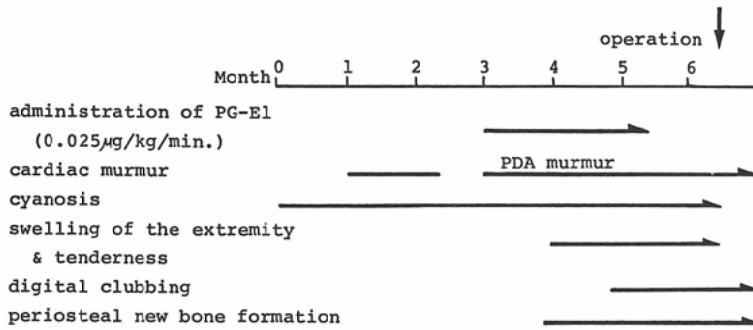 operation
Month 0 1 2 3 4 5 6
administration of PG-E1
(0.025μg/kg/min.)
cardiac murmur PDA murmur
cyanosis
swelling of the extremity
& tenderness
digital clubbing
periosteal new bone formation